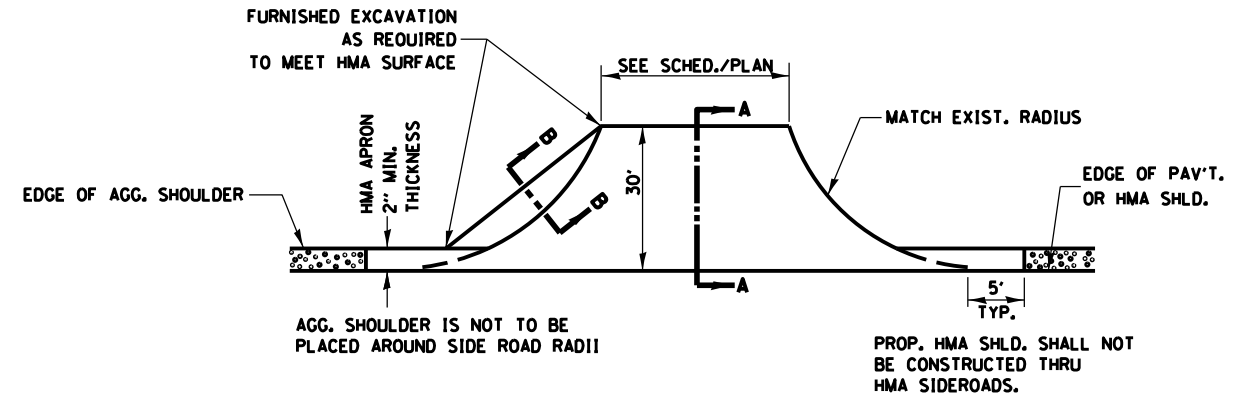 FURNISHED EXCAVATION
AS REQUIRED
TO MEET HMA SURFACE
SEE SCHED./PLAN
A
MATCH EXIST. RADIUS
HMA APRON
2" MIN.
THICKNESS
B
B
30'
EDGE OF AGG. SHOULDER
EDGE OF PAV'T.
OR HMA SHLD.
A
5'
TYP.
AGG. SHOULDER IS NOT TO BE
PLACED AROUND SIDE ROAD RADII
PROP. HMA SHLD. SHALL NOT
BE CONSTRUCTED THRU
HMA SIDEROADS.